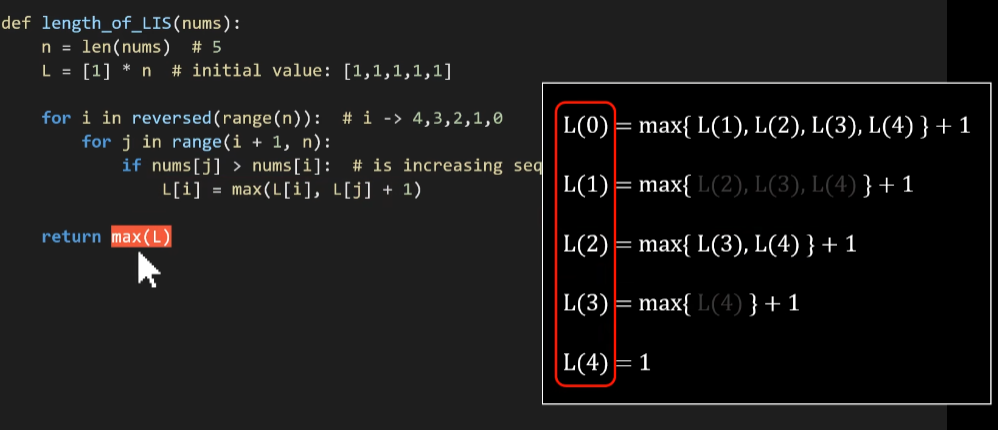 def length_of_LIS(nums):
n = len(nums)  # 5
L = [1] * n  # initial value: [1,1,1,1,1]
for i in reversed(range(n)):  # i -> 4,3,2,1,0
for j in range(i + 1, n):
if nums[j] > nums[i]:  # is increasing seq
L[i] = max(L[i], L[j] + 1)
return max(L)
L(0) = max{ L(1), L(2), L(3), L(4) } + 1
L(1) = max{ L(2), L(3), L(4) } + 1
L(2) = max{ L(3), L(4) } + 1
L(3) = max{ L(4) } + 1
L(4) = 1